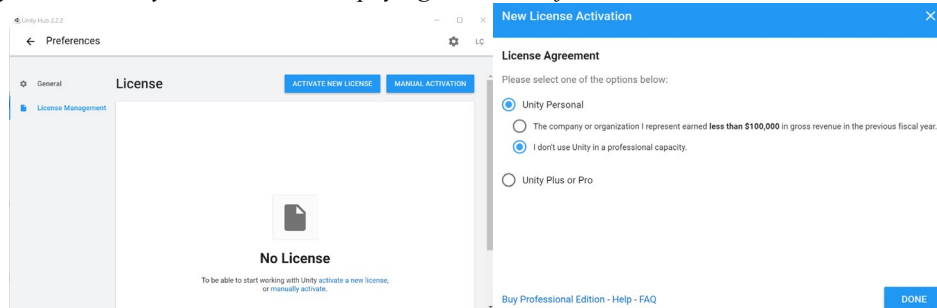 Unity Hub 2.2.2
Preferences
LÇ
General
License Management
License
ACTIVATE NEW LICENSE
MANUAL ACTIVATION
No License
To be able to start working with Unity activate a new license,
or manually activate.
New License Activation
License Agreement
Please select one of the options below:
Unity Personal
The company or organization I represent earned less than $100,000 in gross revenue in the previous fiscal year.
I don't use Unity in a professional capacity.
Unity Plus or Pro
Buy Professional Edition - Help - FAQ
DONE